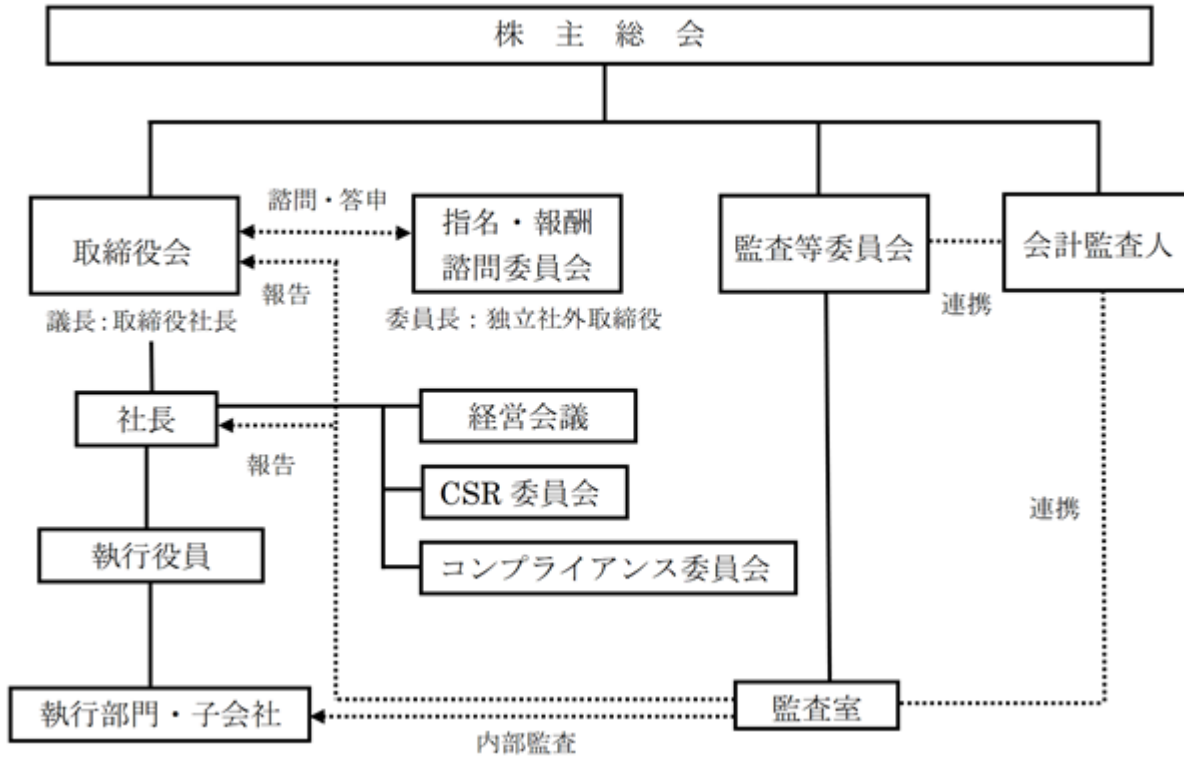 株 主 総 会
諮問・答申
取締役会
指名・報酬
諮問委員会
監査等委員会
会計監査人
報告
連携
議長:取締役社長
委員長:独立社外取締役
社長
経営会議
報告
CSR 委員会
連携
執行役員
コンプライアンス委員会
執行部門・子会社
監査室
内部監査